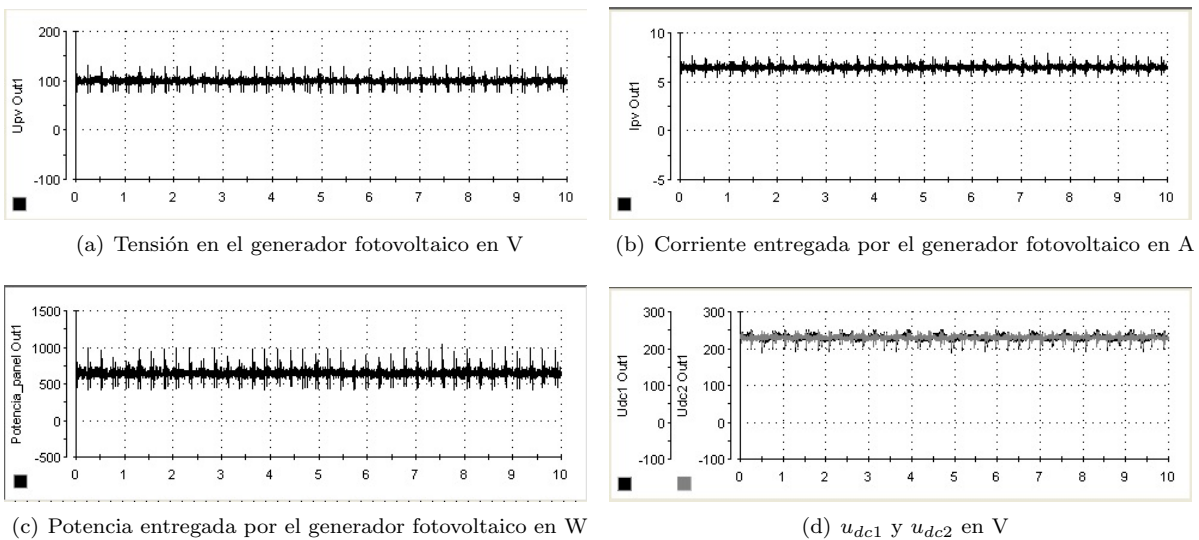 200
100
0
-100
Upv Out1
0 1 2 3 4 5 6 7 8 9 10
(a) Tensión en el generador fotovoltaico en V
10
5
0
-5
Ipv Out1
0 1 2 3 4 5 6 7 8 9 10
(b) Corriente entregada por el generador fotovoltaico en A
1500
1000
500
0
-500
Potencia_panel Out1
0 1 2 3 4 5 6 7 8 9 10
(c) Potencia entregada por el generador fotovoltaico en W
300 300
200 200
100 100
0 0
-100 -100
Udc1 Out1
Udc2 Out1
0 1 2 3 4 5 6 7 8 9 10
(d) u_{dc1} y u_{dc2} en V